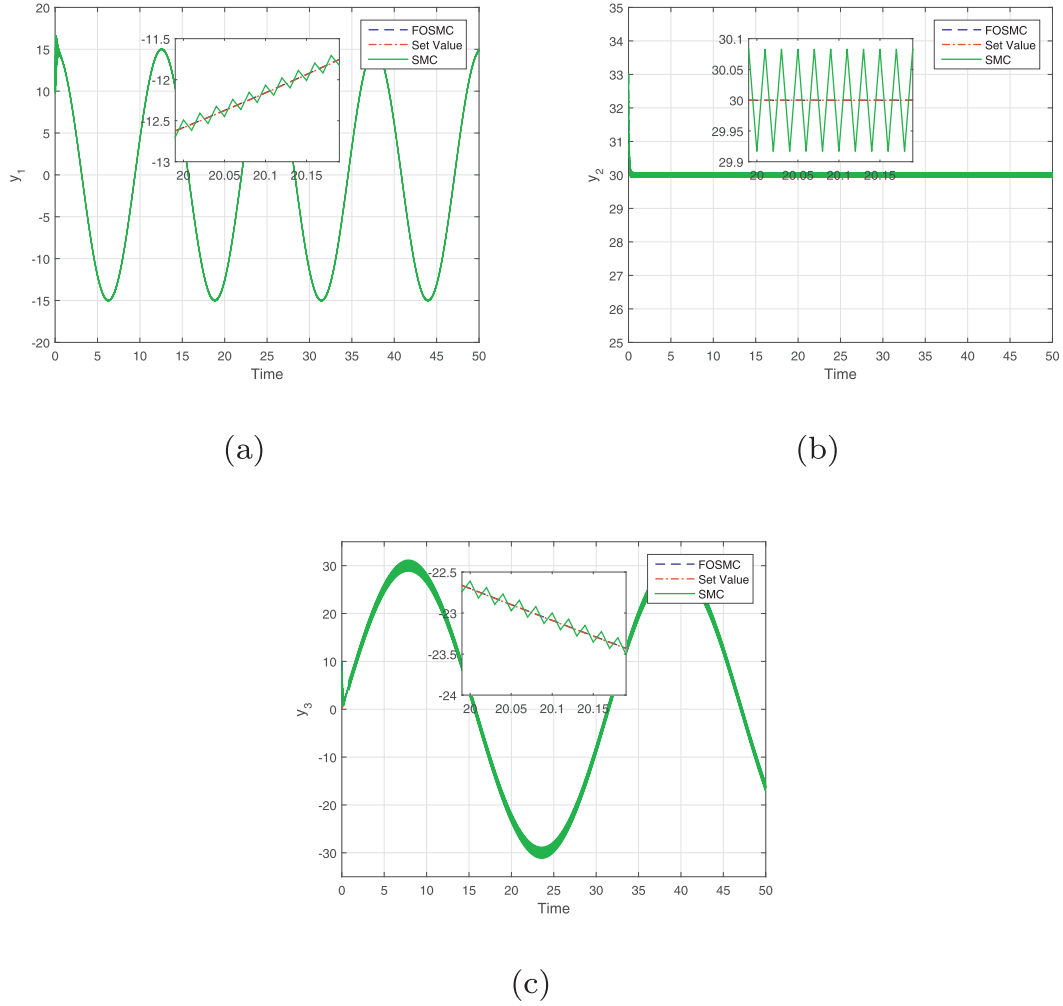 20
15
10
5
0
-5
-10
-15
-20
y1
0 5 10 15 20 25 30 35 40 45 50
Time
FOSMC
Set Value
SMC
-11.5
-12
-12.5
-13
20 20.05 20.1 20.15
(a)
35
34
33
32
31
30
29
28
27
26
25
y2
0 5 10 15 20 25 30 35 40 45 50
Time
FOSMC
Set Value
SMC
30.1
30.05
30
29.95
29.9
20 20.05 20.1 20.15
(b)
30
20
10
0
-10
-20
-30
y3
0 5 10 15 20 25 30 35 40 45 50
Time
FOSMC
Set Value
SMC
-22.5
-23
-23.5
-24
20 20.05 20.1 20.15
(c)